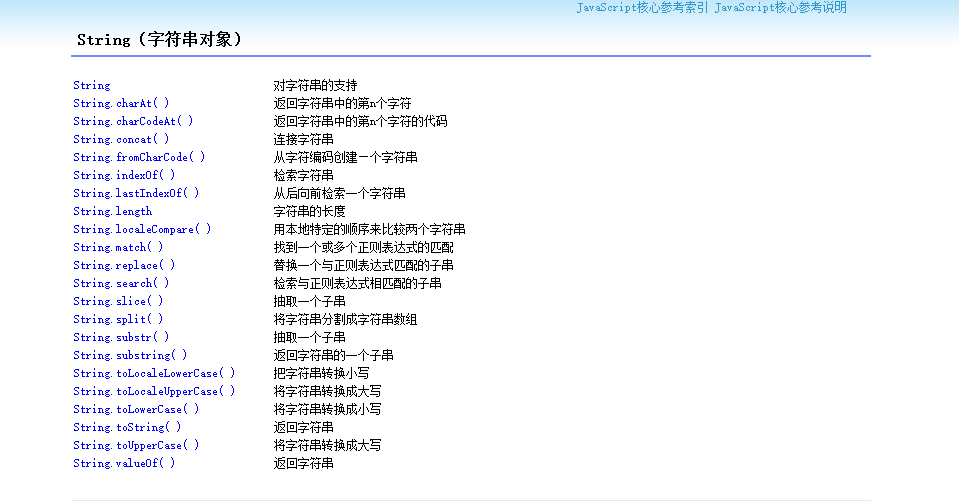 JavaScript核心参考索引 JavaScript核心参考说明
String（字符串对象）
String 对字符串的支持
String.charAt( ) 返回字符串中的第n个字符
String.charCodeAt( ) 返回字符串中的第n个字符的代码
String.concat( ) 连接字符串
String.fromCharCode( ) 从字符编码创建一个字符串
String.indexOf( ) 检索字符串
String.lastIndexOf( ) 从后向前检索一个字符串
String.length 字符串的长度
String.localeCompare( ) 用本地特定的顺序来比较两个字符串
String.match( ) 找到一个或多个正则表达式的匹配
String.replace( ) 替换一个与正则表达式匹配的子串
String.search( ) 检索与正则表达式相匹配的子串
String.slice( ) 抽取一个子串
String.split( ) 将字符串分割成字符串数组
String.substr( ) 抽取一个子串
String.substring( ) 返回字符串的一个子串
String.toLocaleLowerCase( ) 把字符串转换小写
String.toLocaleUpperCase( ) 将字符串转换成大写
String.toLowerCase( ) 将字符串转换成小写
String.toString( ) 返回字符串
String.toUpperCase( ) 将字符串转换成大写
String.valueOf( ) 返回字符串